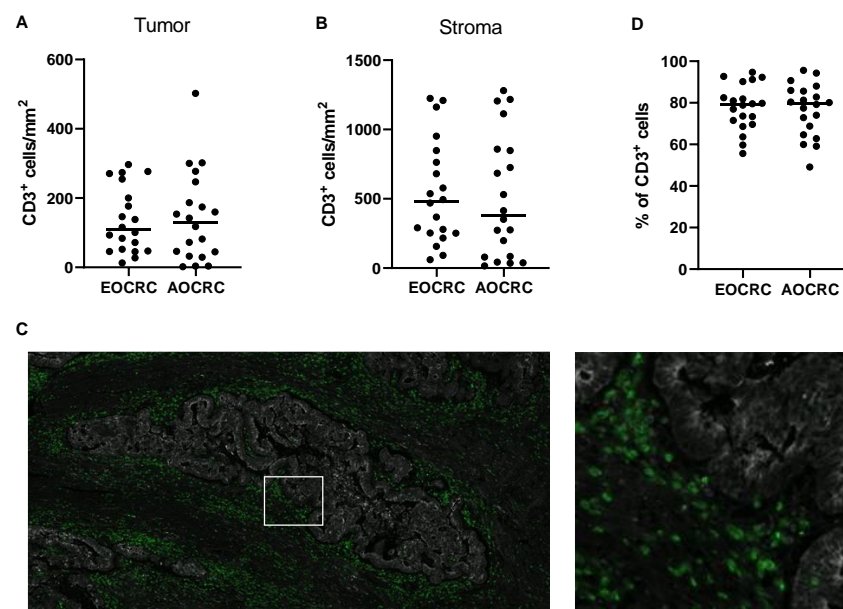 A
Tumor
600
400
200
0
CD3⁺ cells/mm²
EOCRC
AOCRC
B
Stroma
1500
1000
500
0
CD3⁺ cells/mm²
EOCRC
AOCRC
D
100
80
60
40
20
0
% of CD3⁺ cells
EOCRC
AOCRC
C